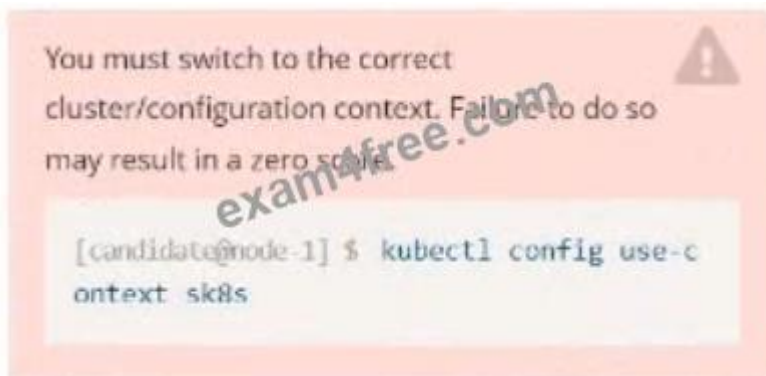 You must switch to the correct
cluster/configuration context. Failure to do so
may result in a zero score.
exam4free.com
[candidate@node-1] $ kubectl config use-c
ontext sk8s